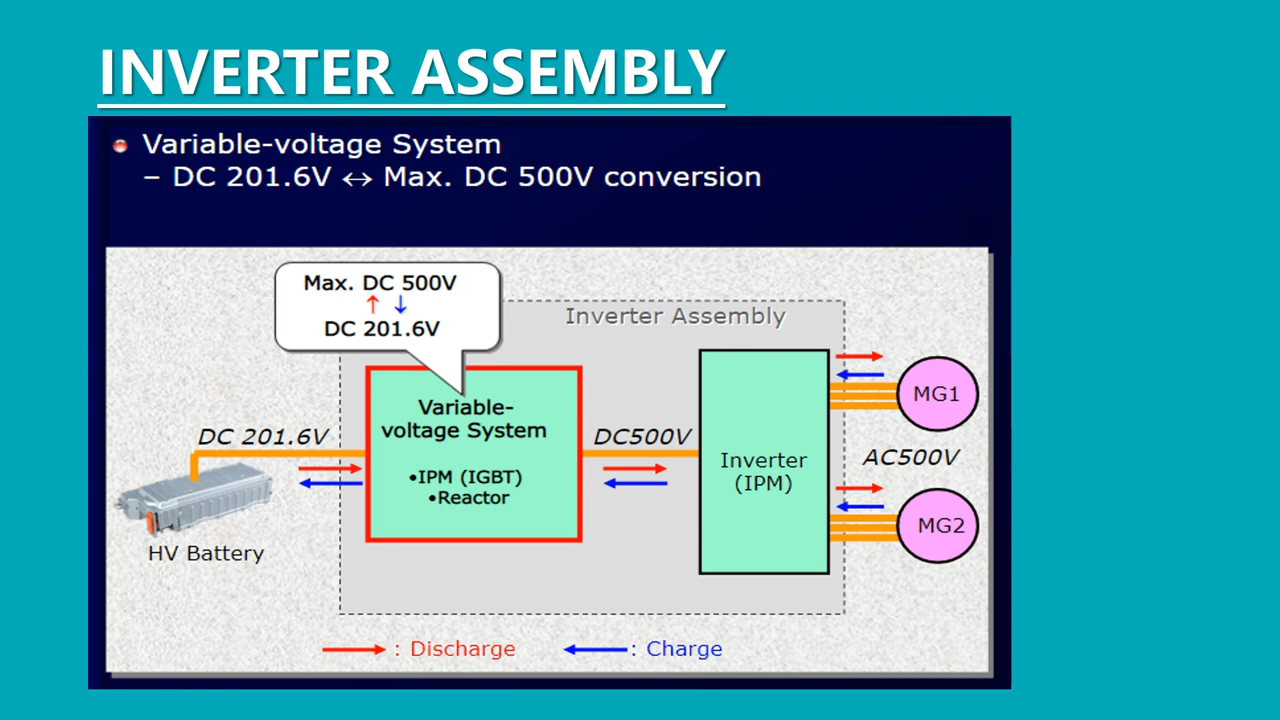 INVERTER ASSEMBLY
Variable-voltage System
– DC 201.6V ↔ Max. DC 500V conversion
Max. DC 500V
↑ ↓
DC 201.6V
Inverter Assembly
Variable-
voltage System
•IPM (IGBT)
•Reactor
DC 201.6V
DC500V
Inverter
(IPM)
MG1
AC500V
MG2
HV Battery
: Discharge
: Charge